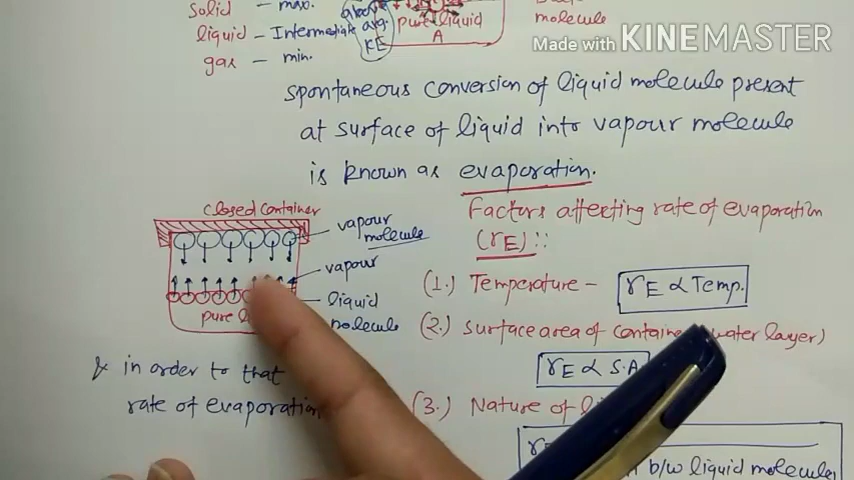 solid - max.
liquid - Intermediate
gas - min.
above
avg.
KE
pure liquid
A
molecule
Made with KINEMASTER
spontaneous conversion of liquid molecule present
at surface of liquid into vapour molecule
is known as evaporation.
closed container
vapour
molecule
vapour
liquid
molecule
pure
& in order to that
rate of evaporation
Factors affecting rate of evaporation
(rE) ::
(1.) Temperature - rE ∝ Temp.
(2.) Surface area of container water layer)
rE ∝ S.A
(3.) Nature of
b/w liquid molecules